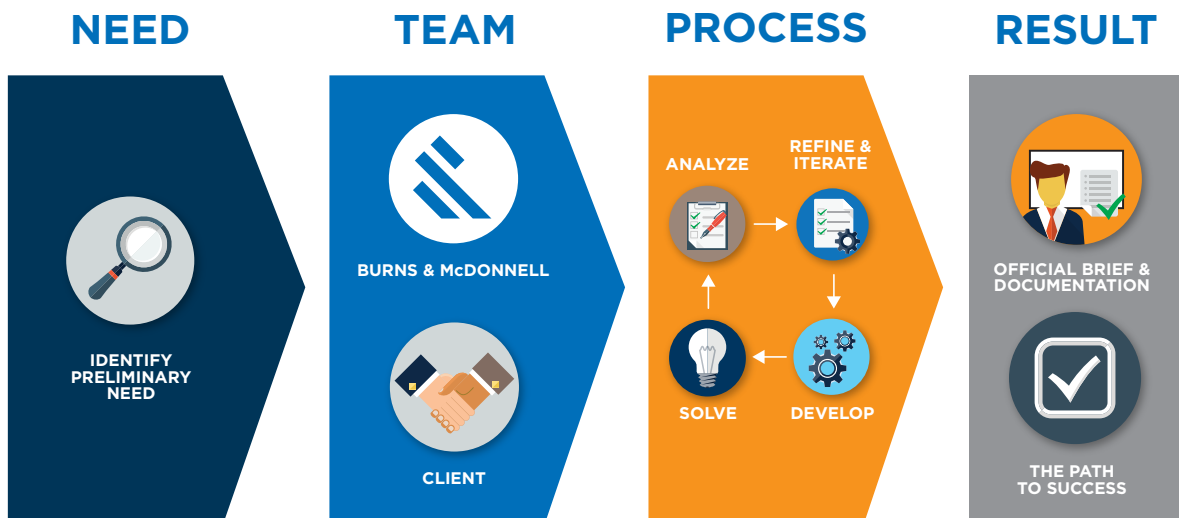 NEED
IDENTIFY
PRELIMINARY
NEED
TEAM
BURNS & McDONNELL
CLIENT
PROCESS
ANALYZE
REFINE &
ITERATE
SOLVE
DEVELOP
RESULT
OFFICIAL BRIEF &
DOCUMENTATION
THE PATH
TO SUCCESS